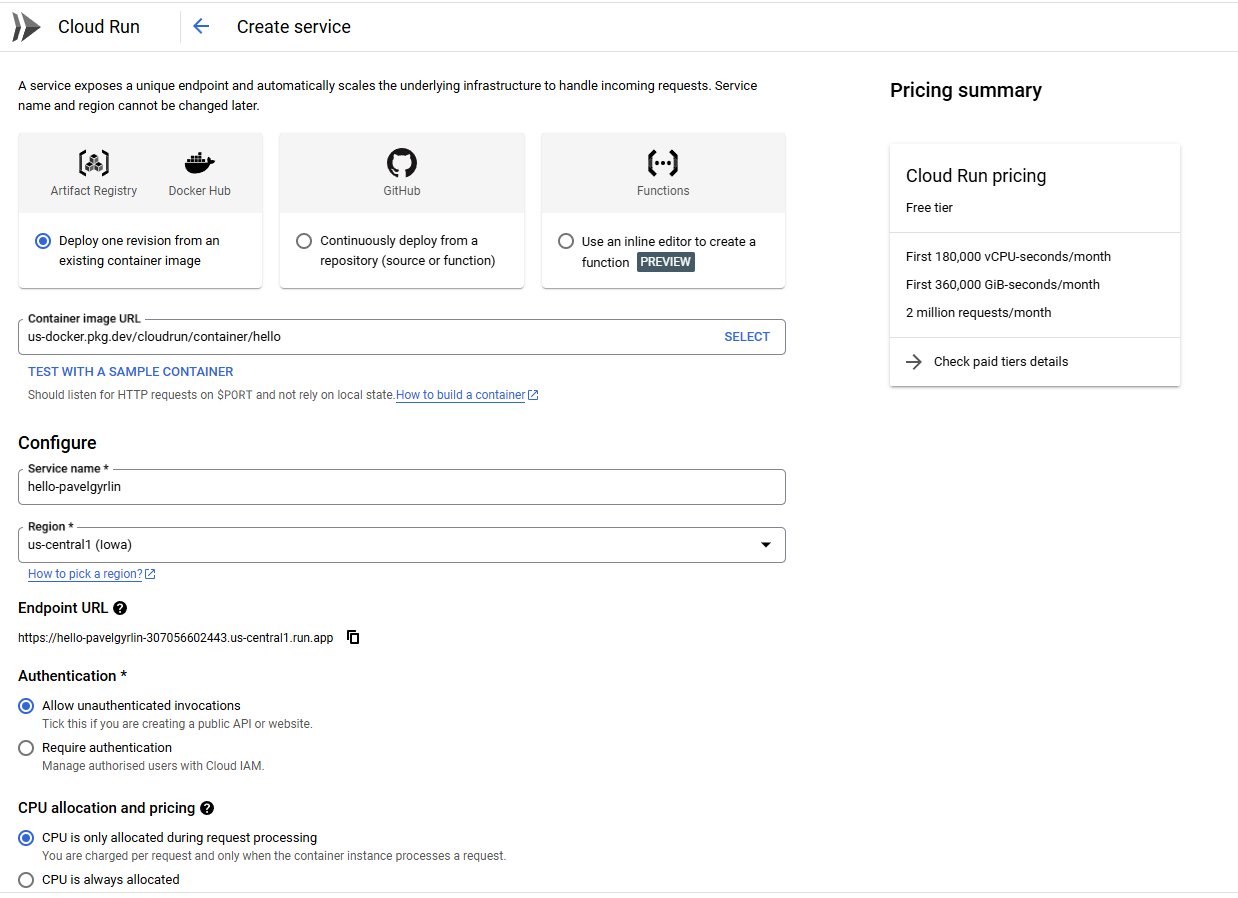 Cloud Run
Create service
A service exposes a unique endpoint and automatically scales the underlying infrastructure to handle incoming requests. Service
name and region cannot be changed later.
Artifact Registry
Docker Hub
Deploy one revision from an
existing container image
GitHub
Continuously deploy from a
repository (source or function)
Functions
Use an inline editor to create a
function PREVIEW
Container image URL
us-docker.pkg.dev/cloudrun/container/hello
SELECT
TEST WITH A SAMPLE CONTAINER
Should listen for HTTP requests on $PORT and not rely on local state.How to build a container
Configure
Service name *
hello-pavelgyrlin
Region *
us-central1 (Iowa)
How to pick a region?
Endpoint URL
https://hello-pavelgyrlin-307056602443.us-central1.run.app
Authentication *
Allow unauthenticated invocations
Tick this if you are creating a public API or website.
Require authentication
Manage authorised users with Cloud IAM.
CPU allocation and pricing
CPU is only allocated during request processing
You are charged per request and only when the container instance processes a request.
CPU is always allocated
Pricing summary
Cloud Run pricing
Free tier
First 180,000 vCPU-seconds/month
First 360,000 GiB-seconds/month
2 million requests/month
Check paid tiers details